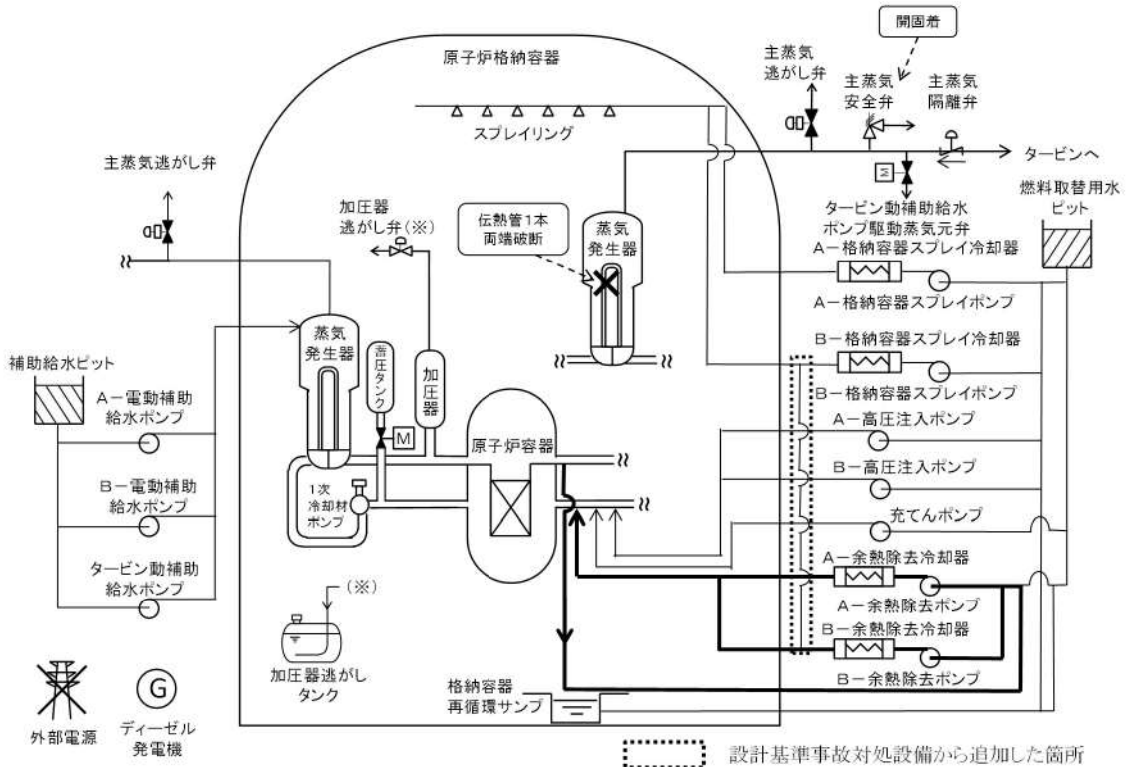 開固着
原子炉格納容器
主蒸気
逃がし弁
主蒸気
安全弁
主蒸気
隔離弁
スプレイリング
タービンへ
主蒸気逃がし弁
加圧器
逃がし弁(※)
伝熱管1本
両端破断
蒸気
発生器
M
タービン動補助給水
ポンプ駆動蒸気元弁
燃料取替用水
ピット
A-格納容器スプレイ冷却器
A-格納容器スプレイポンプ
補助給水ピット
蒸気
発生器
蓄圧タンク
加圧器
M
B-格納容器スプレイ冷却器
B-格納容器スプレイポンプ
A-電動補助
給水ポンプ
原子炉容器
A-高圧注入ポンプ
B-電動補助
給水ポンプ
1次
冷却材
ポンプ
B-高圧注入ポンプ
充てんポンプ
タービン動補助
給水ポンプ
(※)
A-余熱除去冷却器
A-余熱除去ポンプ
加圧器逃がし
タンク
B-余熱除去冷却器
B-余熱除去ポンプ
G
外部電源
ディーゼル
発電機
格納容器
再循環サンプ
設計基準事故対処設備から追加した箇所